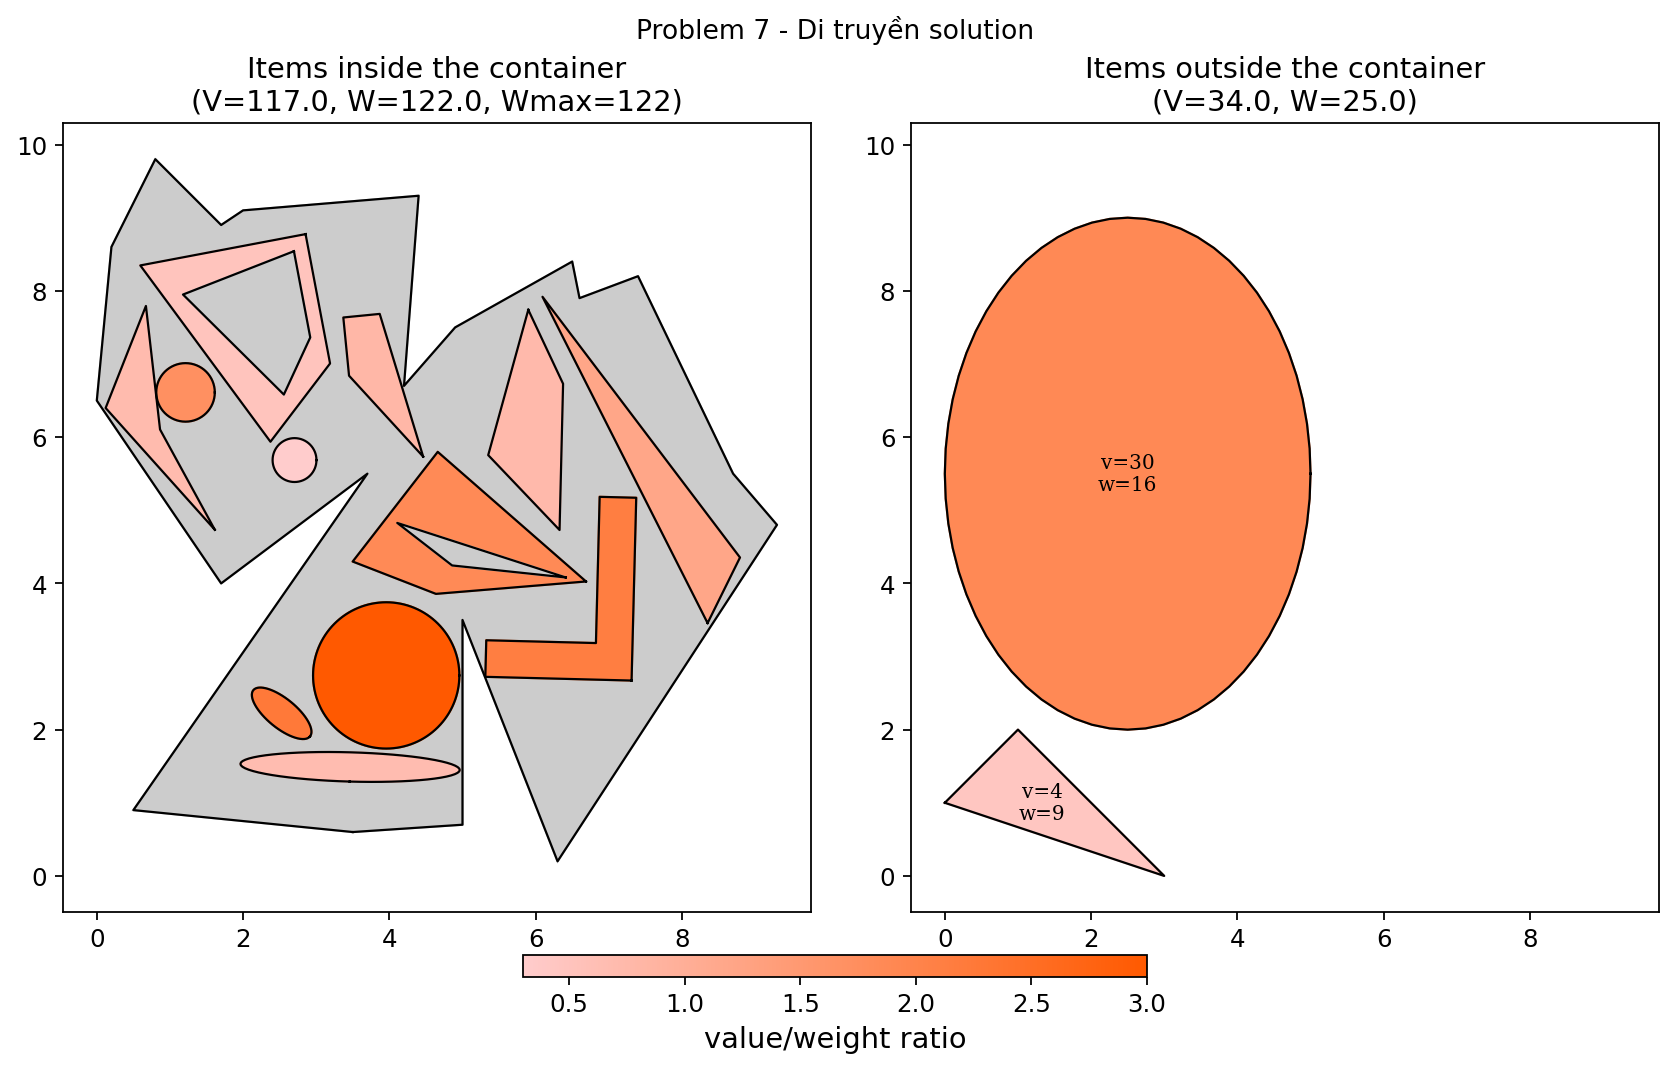 Problem 7 - Di truyền solution
Items inside the container
(V=117.0, W=122.0, Wmax=122)
Items outside the container
(V=34.0, W=25.0)
10
8
6
4
2
0
0 2 4 6 8
10
8
6
4
2
0
v=30
w=16
v=4
w=9
0 2 4 6 8
0.5 1.0 1.5 2.0 2.5 3.0
value/weight ratio